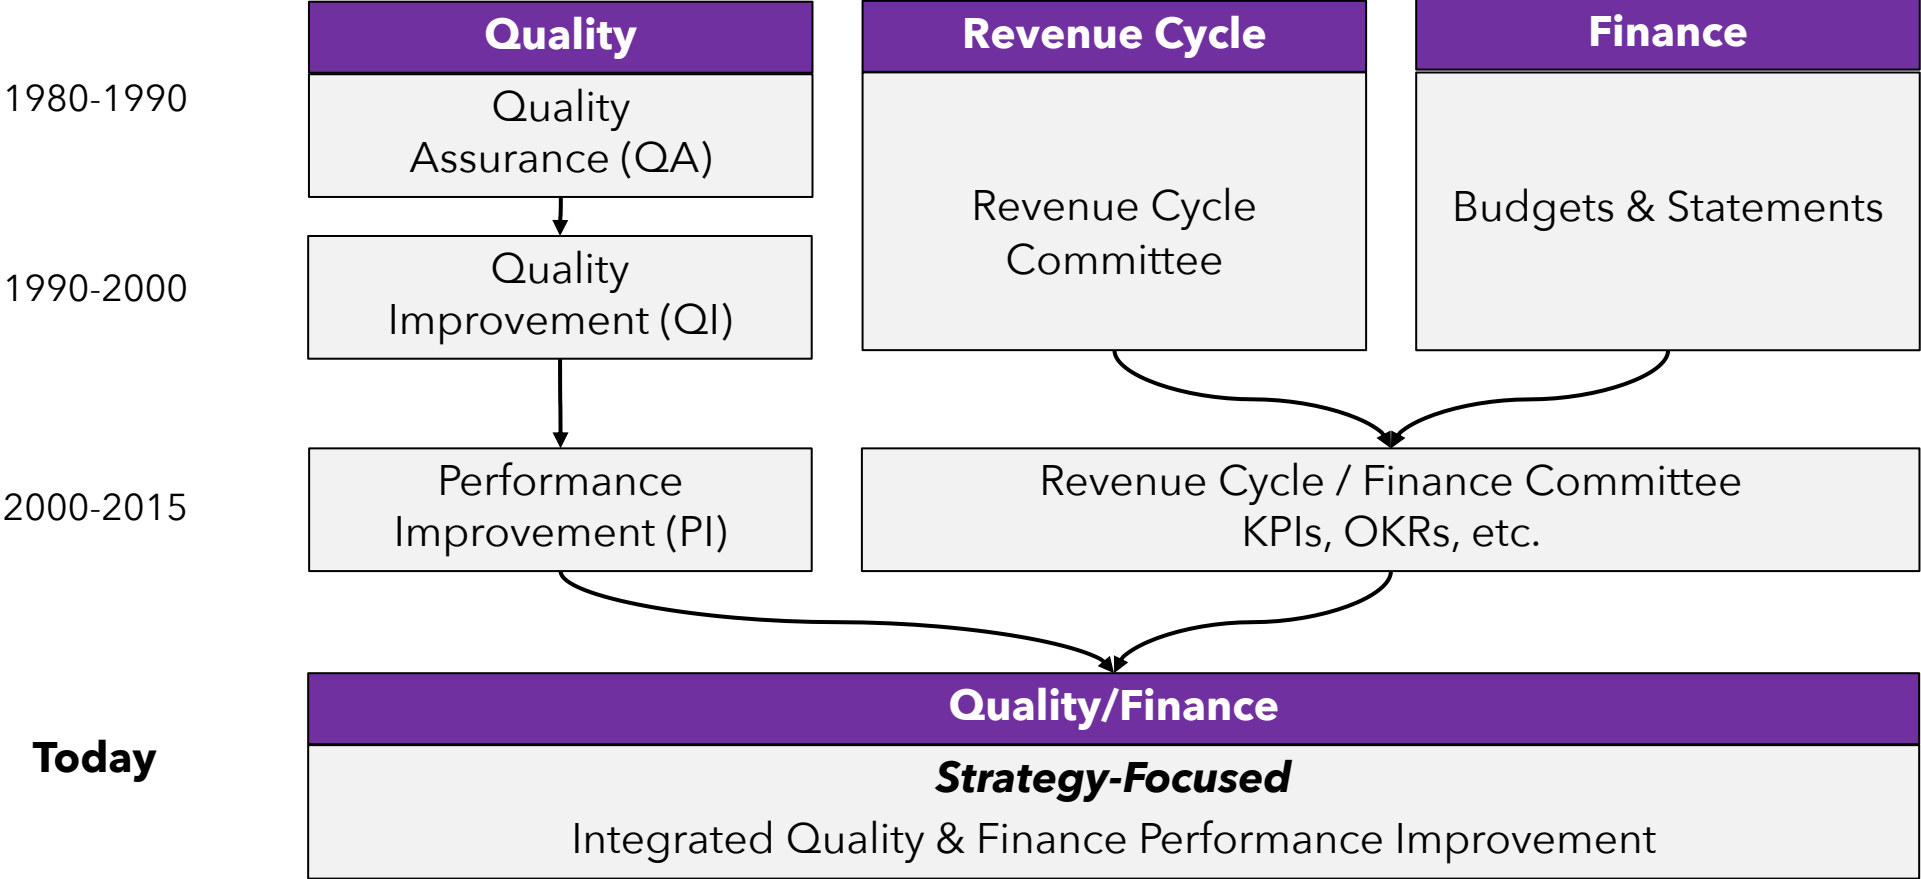 Quality
Revenue Cycle
Finance
1980-1990
Quality
Assurance (QA)
Revenue Cycle
Committee
Budgets & Statements
1990-2000
Quality
Improvement (QI)
2000-2015
Performance
Improvement (PI)
Revenue Cycle / Finance Committee
KPIs, OKRs, etc.
Today
Quality/Finance
Strategy-Focused
Integrated Quality & Finance Performance Improvement